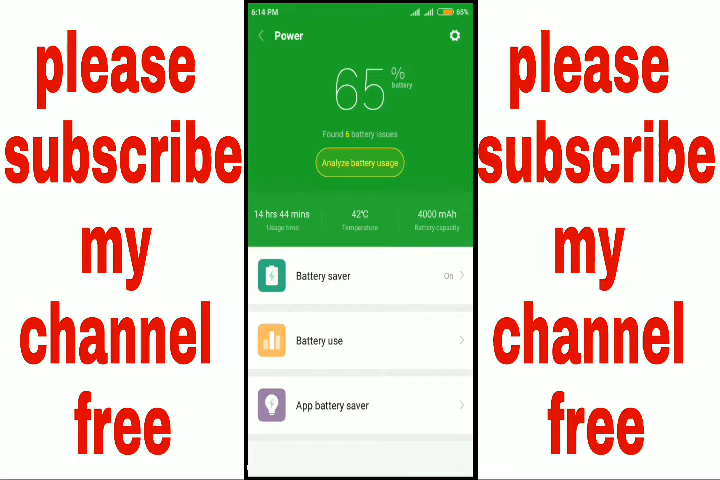 please
subscribe
my
channel
free
6:14 PM 65%
Power
65 %
battery
Found 6 battery issues
Analyze battery usage
14 hrs 44 mins 42℃ 4000 mAh
Usage time Temperature Battery capacity
Battery saver On
Battery use
App battery saver
please
subscribe
my
channel
free